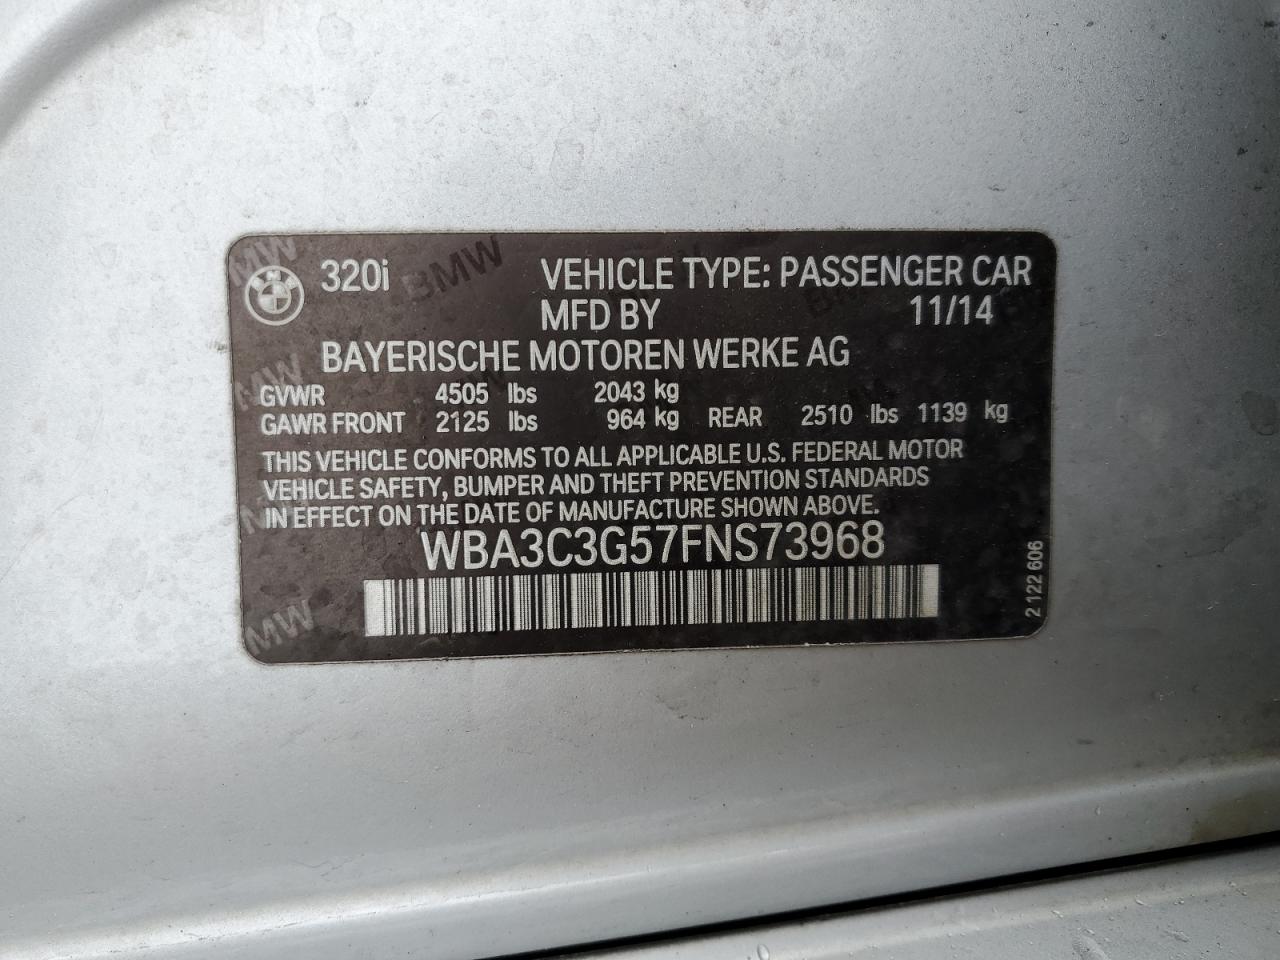 320i VEHICLE TYPE: PASSENGER CAR
MFD BY 11/14
BAYERISCHE MOTOREN WERKE AG
GVWR 4505 lbs 2043 kg
GAWR FRONT 2125 lbs 964 kg REAR 2510 lbs 1139 kg
THIS VEHICLE CONFORMS TO ALL APPLICABLE U.S. FEDERAL MOTOR
VEHICLE SAFETY, BUMPER AND THEFT PREVENTION STANDARDS
IN EFFECT ON THE DATE OF MANUFACTURE SHOWN ABOVE.
WBA3C3G57FNS73968
2 122 606
BMW